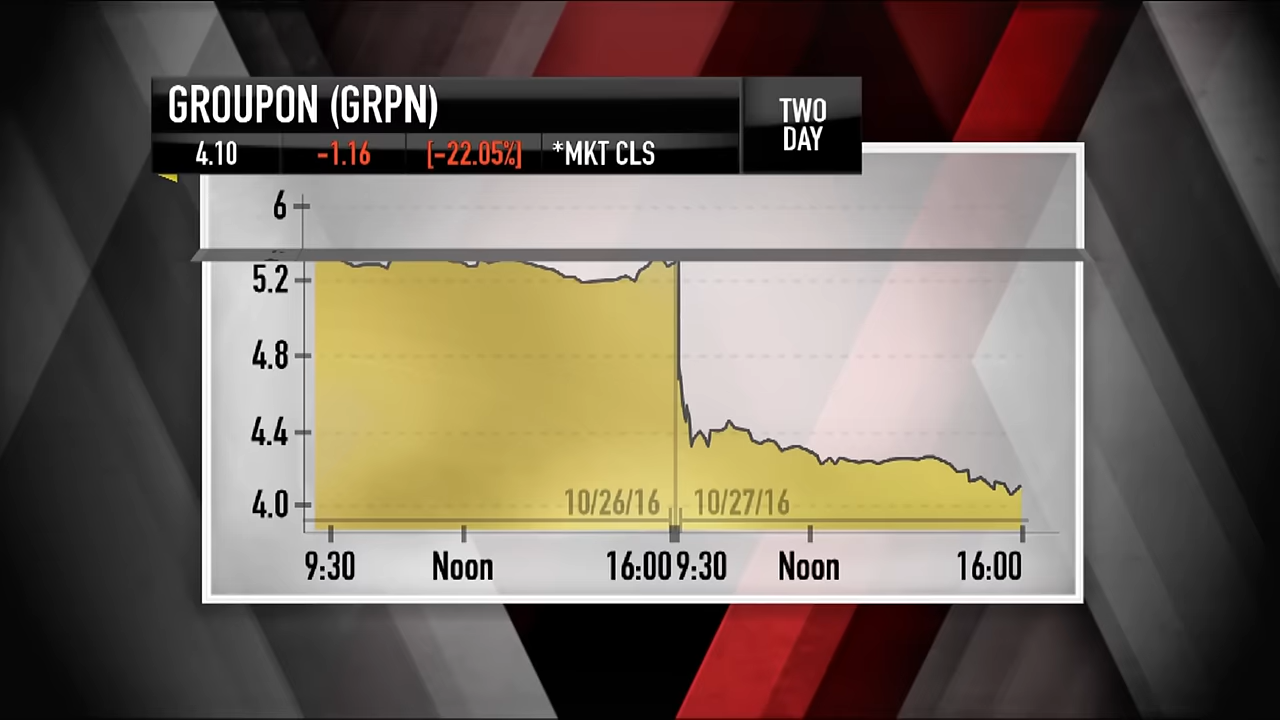 GROUPON (GRPN)
TWO
DAY
4.10 -1.16 [-22.05%] *MKT CLS
6
5.2
4.8
4.4
4.0
10/26/16 10/27/16
9:30 Noon 16:00 9:30 Noon 16:00